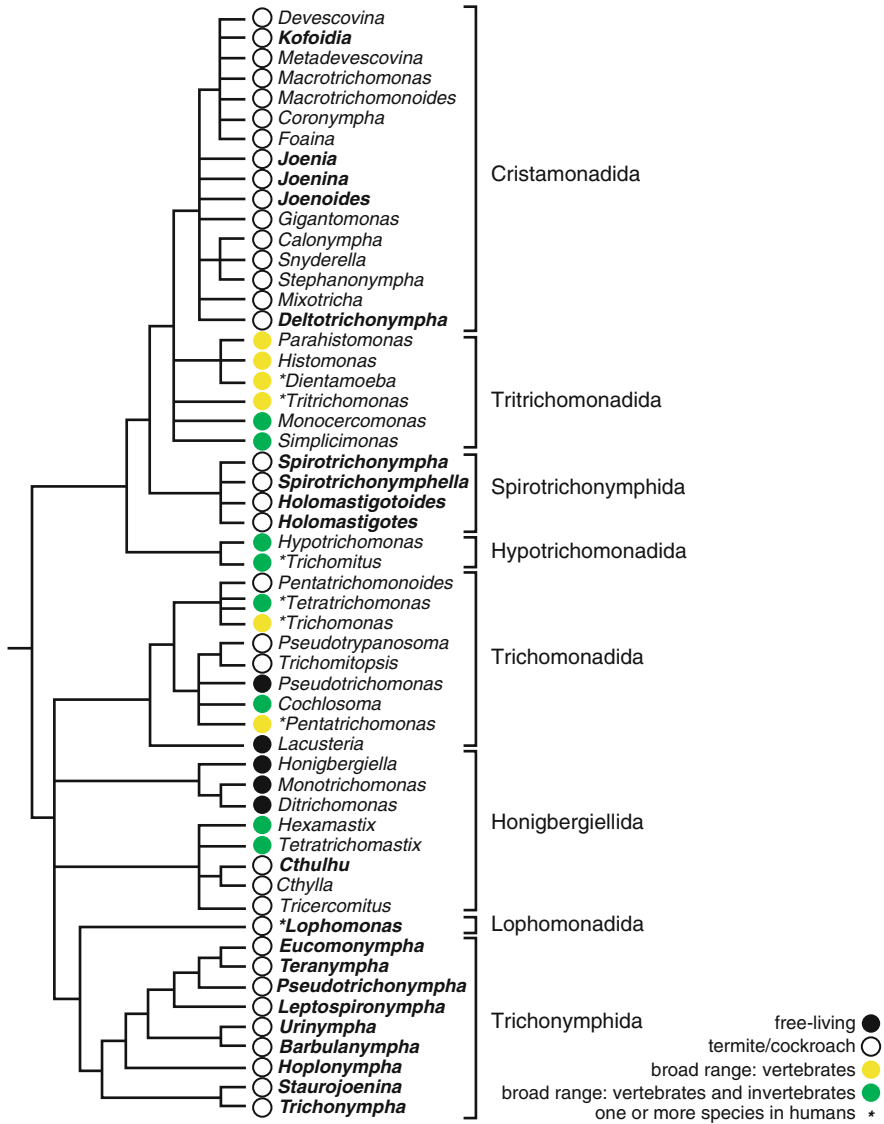 Devescovina
Kofoidia
Metadevescovina
Macrotrichomonas
Macrotrichomonoides
Coronympha
Foaina
Joenia
Joenina
Joenoides
Gigantomonas
Calonympha
Snyderella
Stephanonympha
Mixotricha
Deltotrichonympha
Cristamonadida
Parahistomonas
Histomonas
*Dientamoeba
*Tritrichomonas
Monocercomonas
Simplicimonas
Tritrichomonadida
Spirotrichonympha
Spirotrichonymphella
Holomastigotoides
Holomastigotes
Spirotrichonymphida
Hypotrichomonas
*Trichomitus
Hypotrichomonadida
Pentatrichomonoides
*Tetratrichomonas
*Trichomonas
Pseudotrypanosoma
Trichomitopsis
Pseudotrichomonas
Cochlosoma
*Pentatrichomonas
Lacusteria
Trichomonadida
Honigbergiella
Monotrichomonas
Ditrichomonas
Hexamastix
Tetratrichomastix
Cthulhu
Cthylla
Tricercomitus
Honigbergiellida
*Lophomonas
Lophomonadida
Eucomonympha
Teranympha
Pseudotrichonympha
Leptospironympha
Urinympha
Barbulanympha
Hoplonympha
Staurojoenina
Trichonympha
Trichonymphida
free-living
termite/cockroach
broad range: vertebrates
broad range: vertebrates and invertebrates
one or more species in humans *